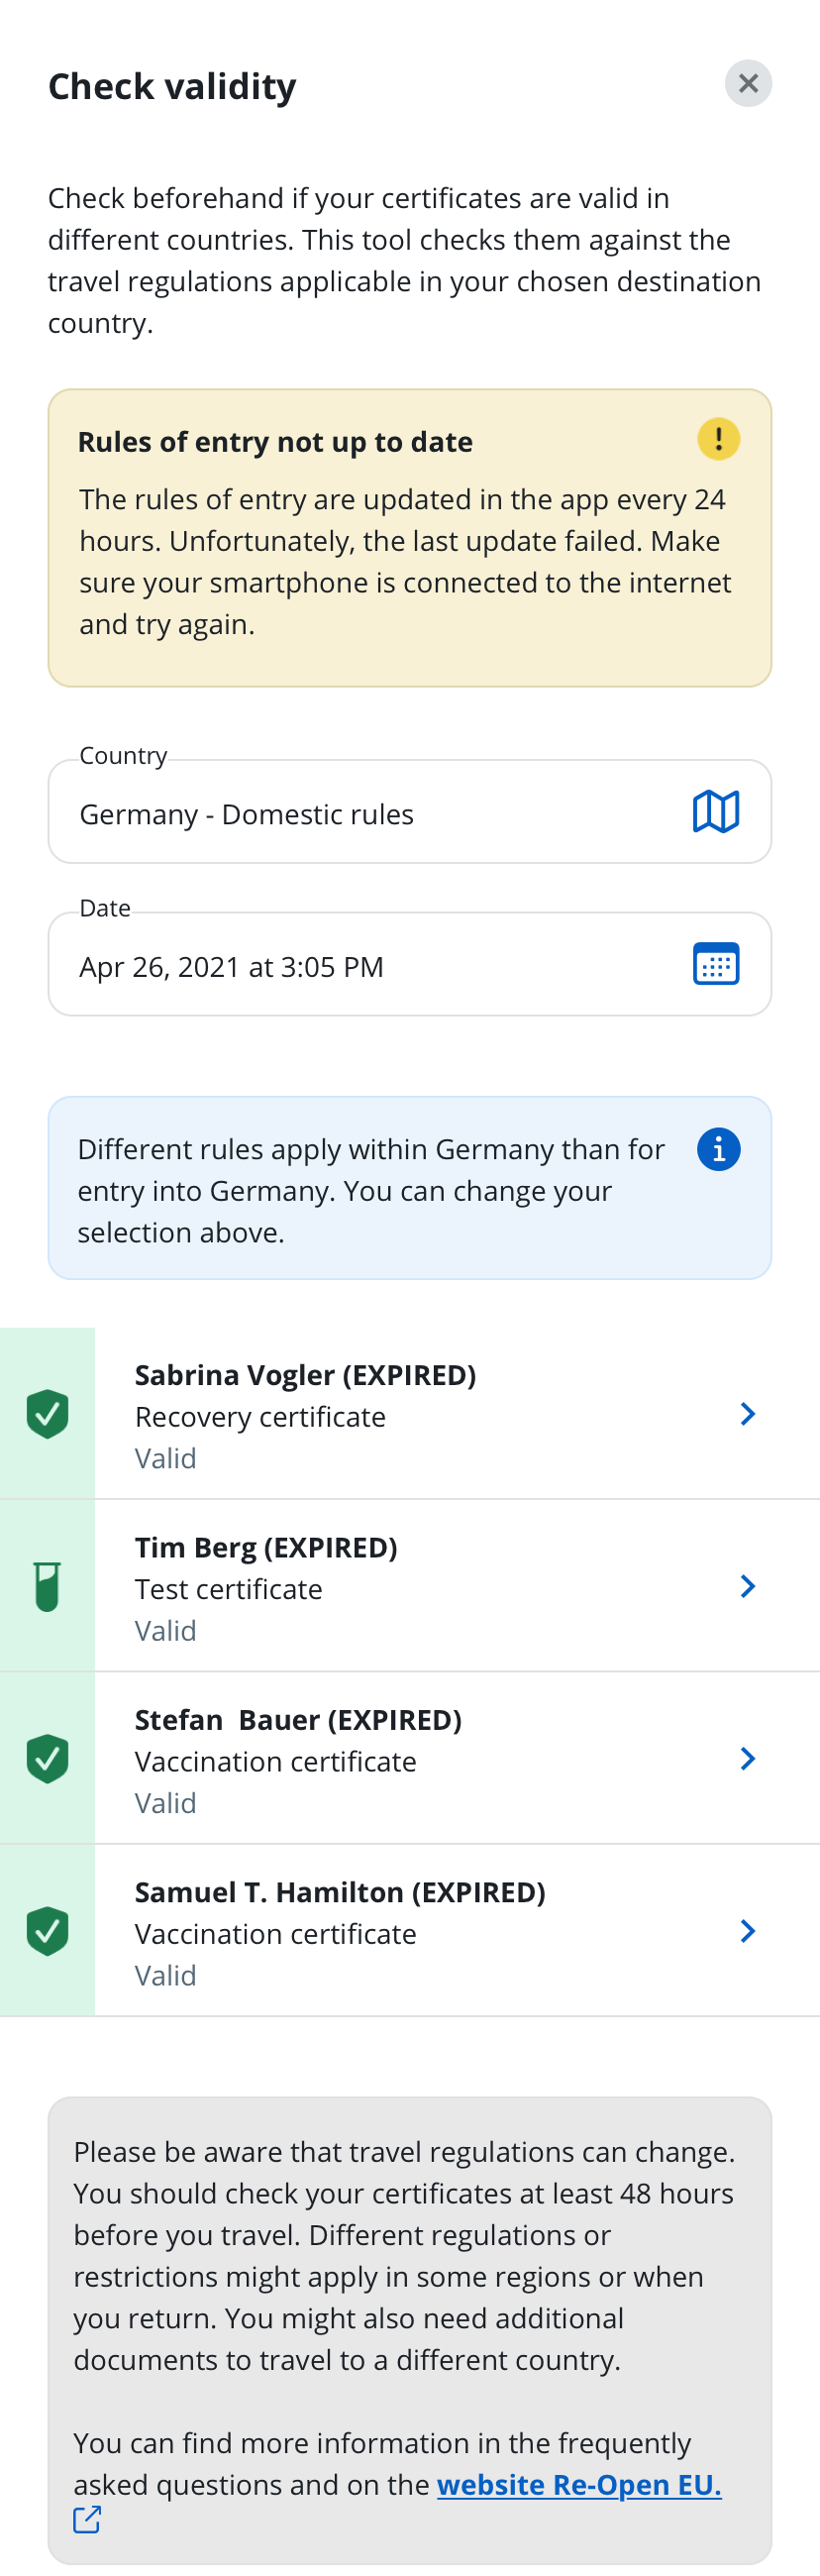 Check validity
Check beforehand if your certificates are valid in
different countries. This tool checks them against the
travel regulations applicable in your chosen destination
country.
Rules of entry not up to date
The rules of entry are updated in the app every 24
hours. Unfortunately, the last update failed. Make
sure your smartphone is connected to the internet
and try again.
Country
Germany - Domestic rules
Date
Apr 26, 2021 at 3:05 PM
Different rules apply within Germany than for
entry into Germany. You can change your
selection above.
Sabrina Vogler (EXPIRED)
Recovery certificate
Valid
Tim Berg (EXPIRED)
Test certificate
Valid
Stefan  Bauer (EXPIRED)
Vaccination certificate
Valid
Samuel T. Hamilton (EXPIRED)
Vaccination certificate
Valid
Please be aware that travel regulations can change.
You should check your certificates at least 48 hours
before you travel. Different regulations or
restrictions might apply in some regions or when
you return. You might also need additional
documents to travel to a different country.
You can find more information in the frequently
asked questions and on the website Re-Open EU.